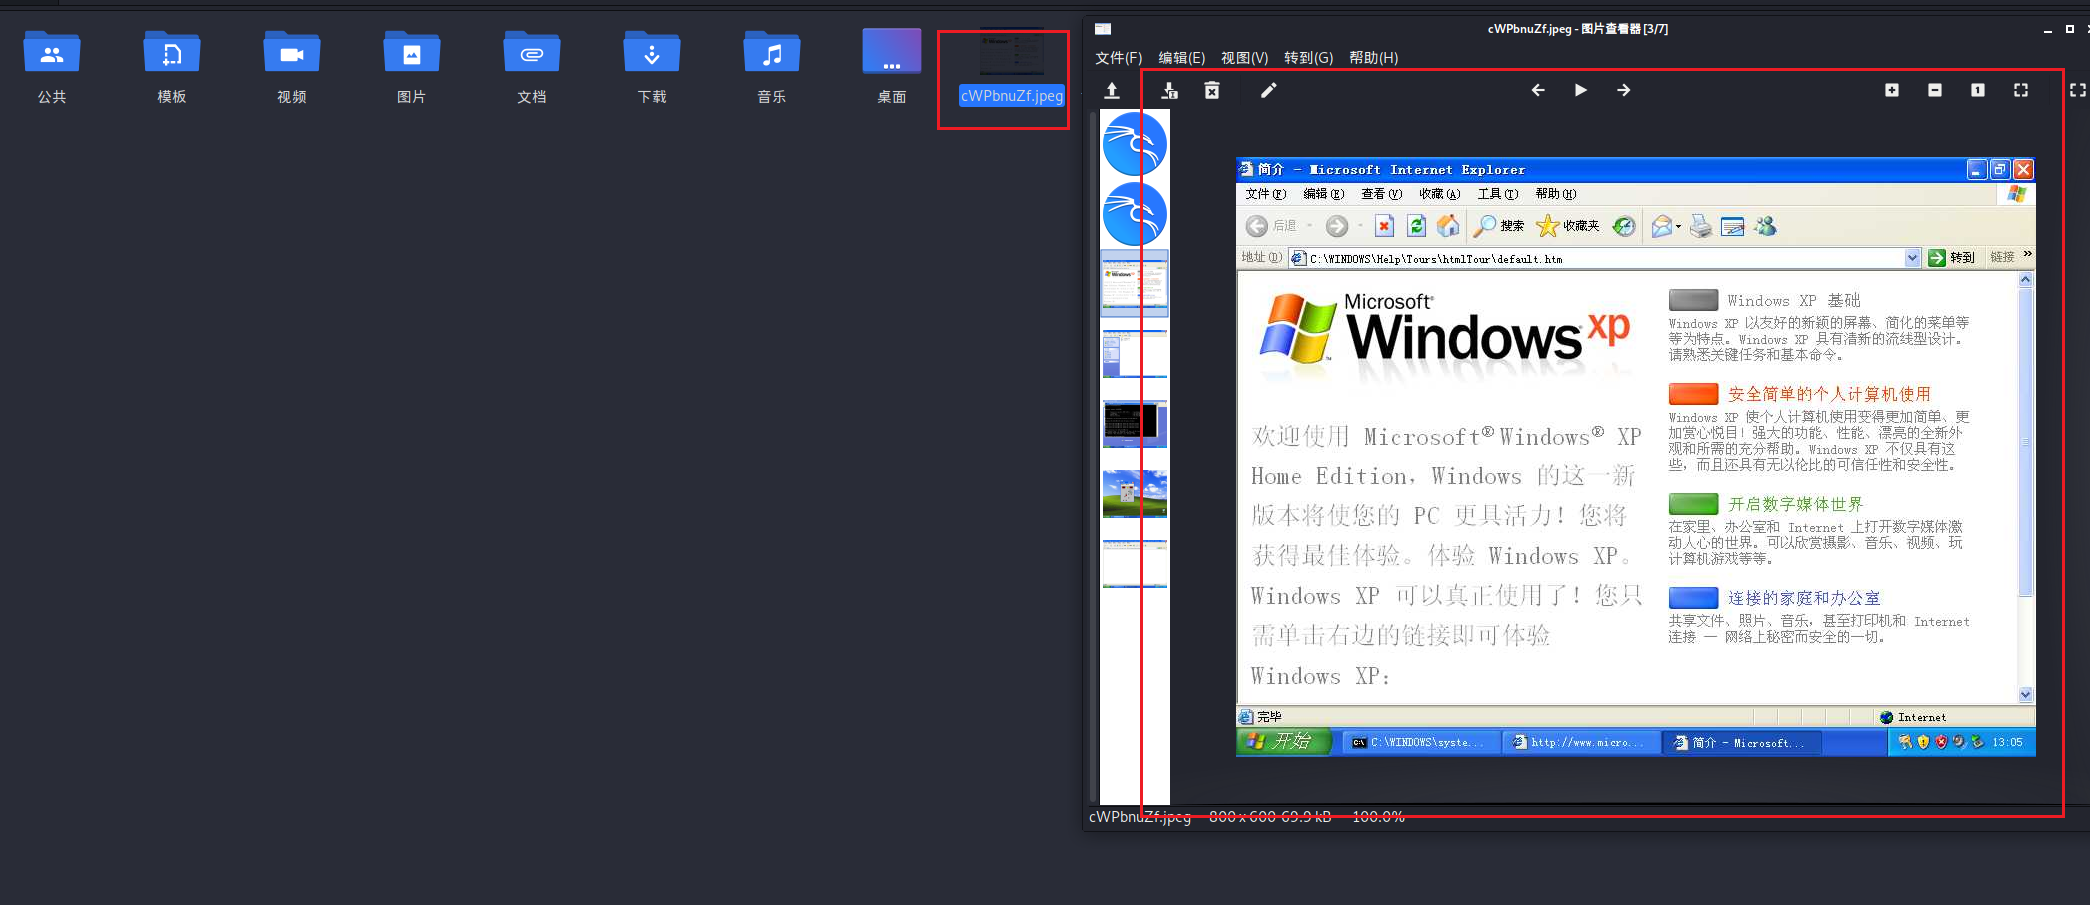 公共
模板
视频
图片
文档
下载
音乐
桌面
cWPbnuZf.jpeg
cWPbnuZf.jpeg - 图片查看器 [3/7]
文件(F) 编辑(E) 视图(V) 转到(G) 帮助(H)
简介 - Microsoft Internet Explorer
文件(F) 编辑(E) 查看(V) 收藏(A) 工具(T) 帮助(H)
后退 搜索 收藏夹
地址(D) C:\WINDOWS\Help\Tours\htmlTour\default.htm 转到 链接 »
Microsoft®
Windows xp
欢迎使用 Microsoft® Windows® XP
Home Edition, Windows 的这一新
版本将使您的 PC 更具活力! 您将
获得最佳体验。体验 Windows XP。
Windows XP 可以真正使用了! 您只
需单击右边的链接即可体验
Windows XP:
Windows XP 基础
Windows XP 以友好的新颖的屏幕、简化的菜单等
等为特点。Windows XP 具有清新的流线型设计。
请熟悉关键任务和基本命令。
安全简单的个人计算机使用
Windows XP 使个人计算机使用变得更加简单、更
加赏心悦目! 强大的功能、性能、漂亮的全新外
观和所需的充分帮助。Windows XP 不仅具有这
些, 而且还具有无以伦比的可信任性和安全性。
开启数字媒体世界
在家里、办公室和 Internet 上打开数字媒体激
动人心的世界。可以欣赏摄影、音乐、视频、玩
计算机游戏等等。
连接的家庭和办公室
共享文件、照片、音乐, 甚至打印机和 Internet
连接 — 网络上秘密而安全的一切。
完毕 Internet
开始 C:\WINDOWS\syste... http://www.micro... 简介 - Microsoft... 13:05
cWPbnuZf.jpeg 800 x 600 69.9 kB 100.0%